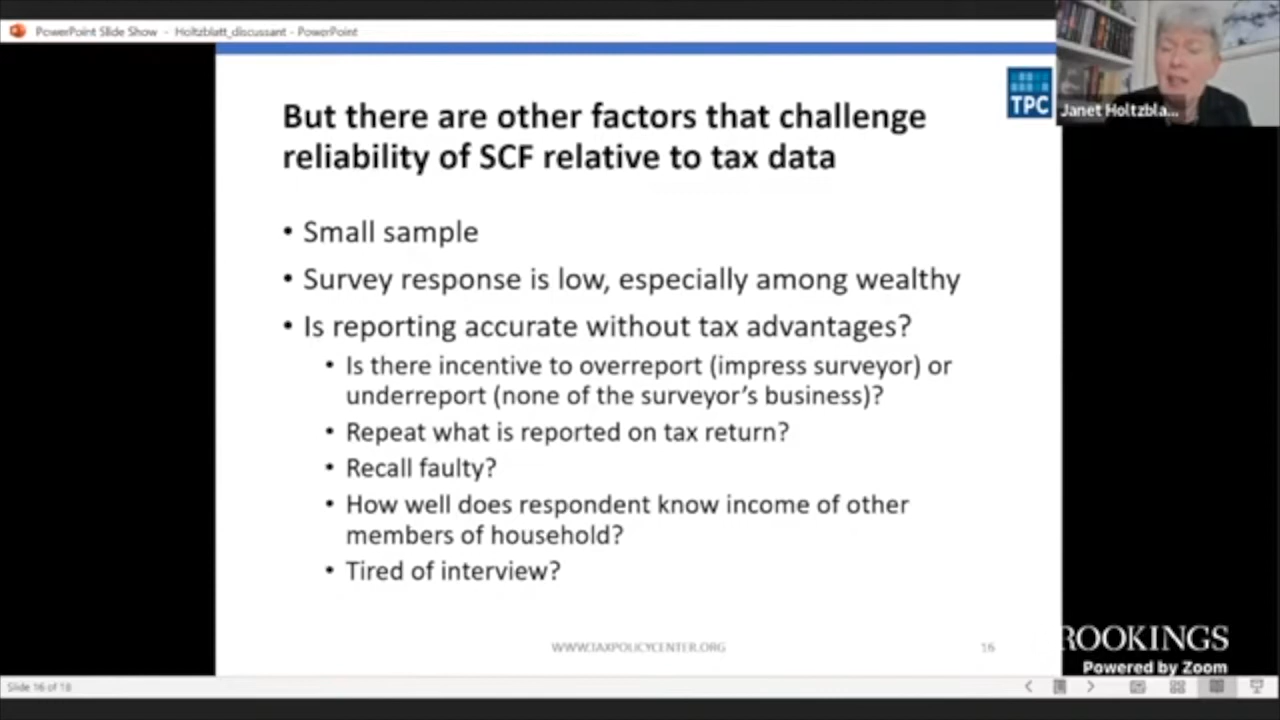 PowerPoint Slide Show - Holtzblatt_discussant - PowerPoint
TPC
Janet Holtzbla...
But there are other factors that challenge
reliability of SCF relative to tax data
• Small sample
• Survey response is low, especially among wealthy
• Is reporting accurate without tax advantages?
• Is there incentive to overreport (impress surveyor) or
underreport (none of the surveyor's business)?
• Repeat what is reported on tax return?
• Recall faulty?
• How well does respondent know income of other
members of household?
• Tired of interview?
WWW.TAXPOLICYCENTER.ORG
16
ROOKINGS
Powered by Zoom
Slide 16 of 18